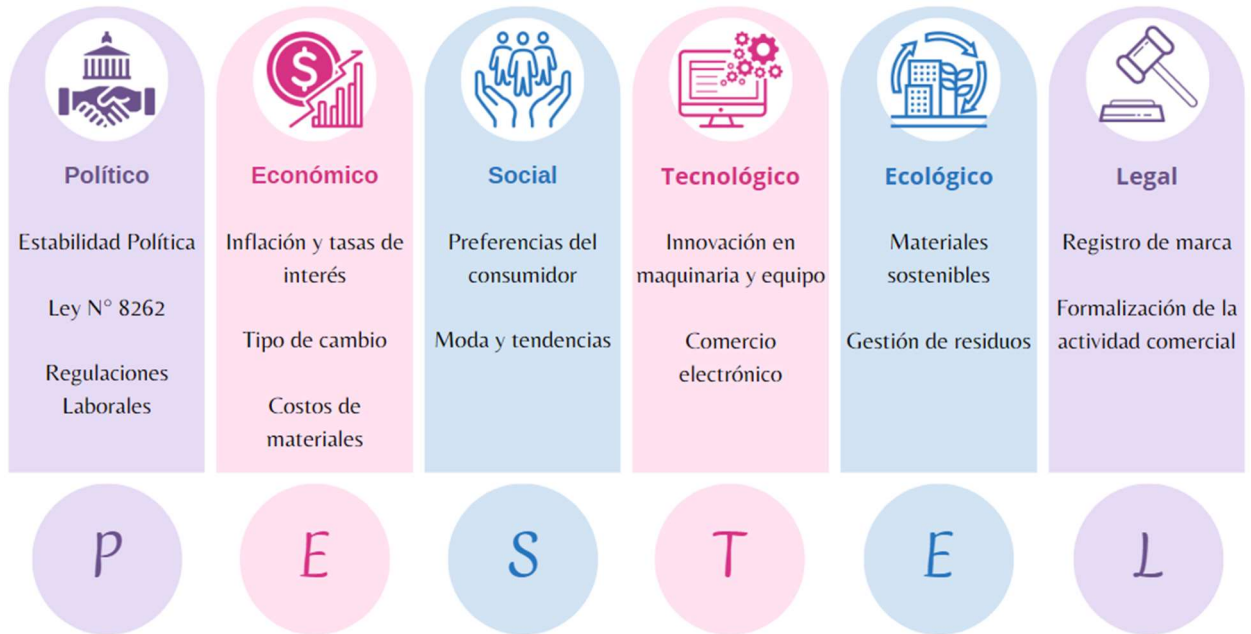 Político
Estabilidad Política
Ley N° 8262
Regulaciones
Laborales
Económico
Inflación y tasas de
interés
Tipo de cambio
Costos de
materiales
Social
Preferencias del
consumidor
Moda y tendencias
Tecnológico
Innovación en
maquinaria y equipo
Comercio
electrónico
Ecológico
Materiales
sostenibles
Gestión de residuos
Legal
Registro de marca
Formalización de la
actividad comercial
P
E
S
T
E
L